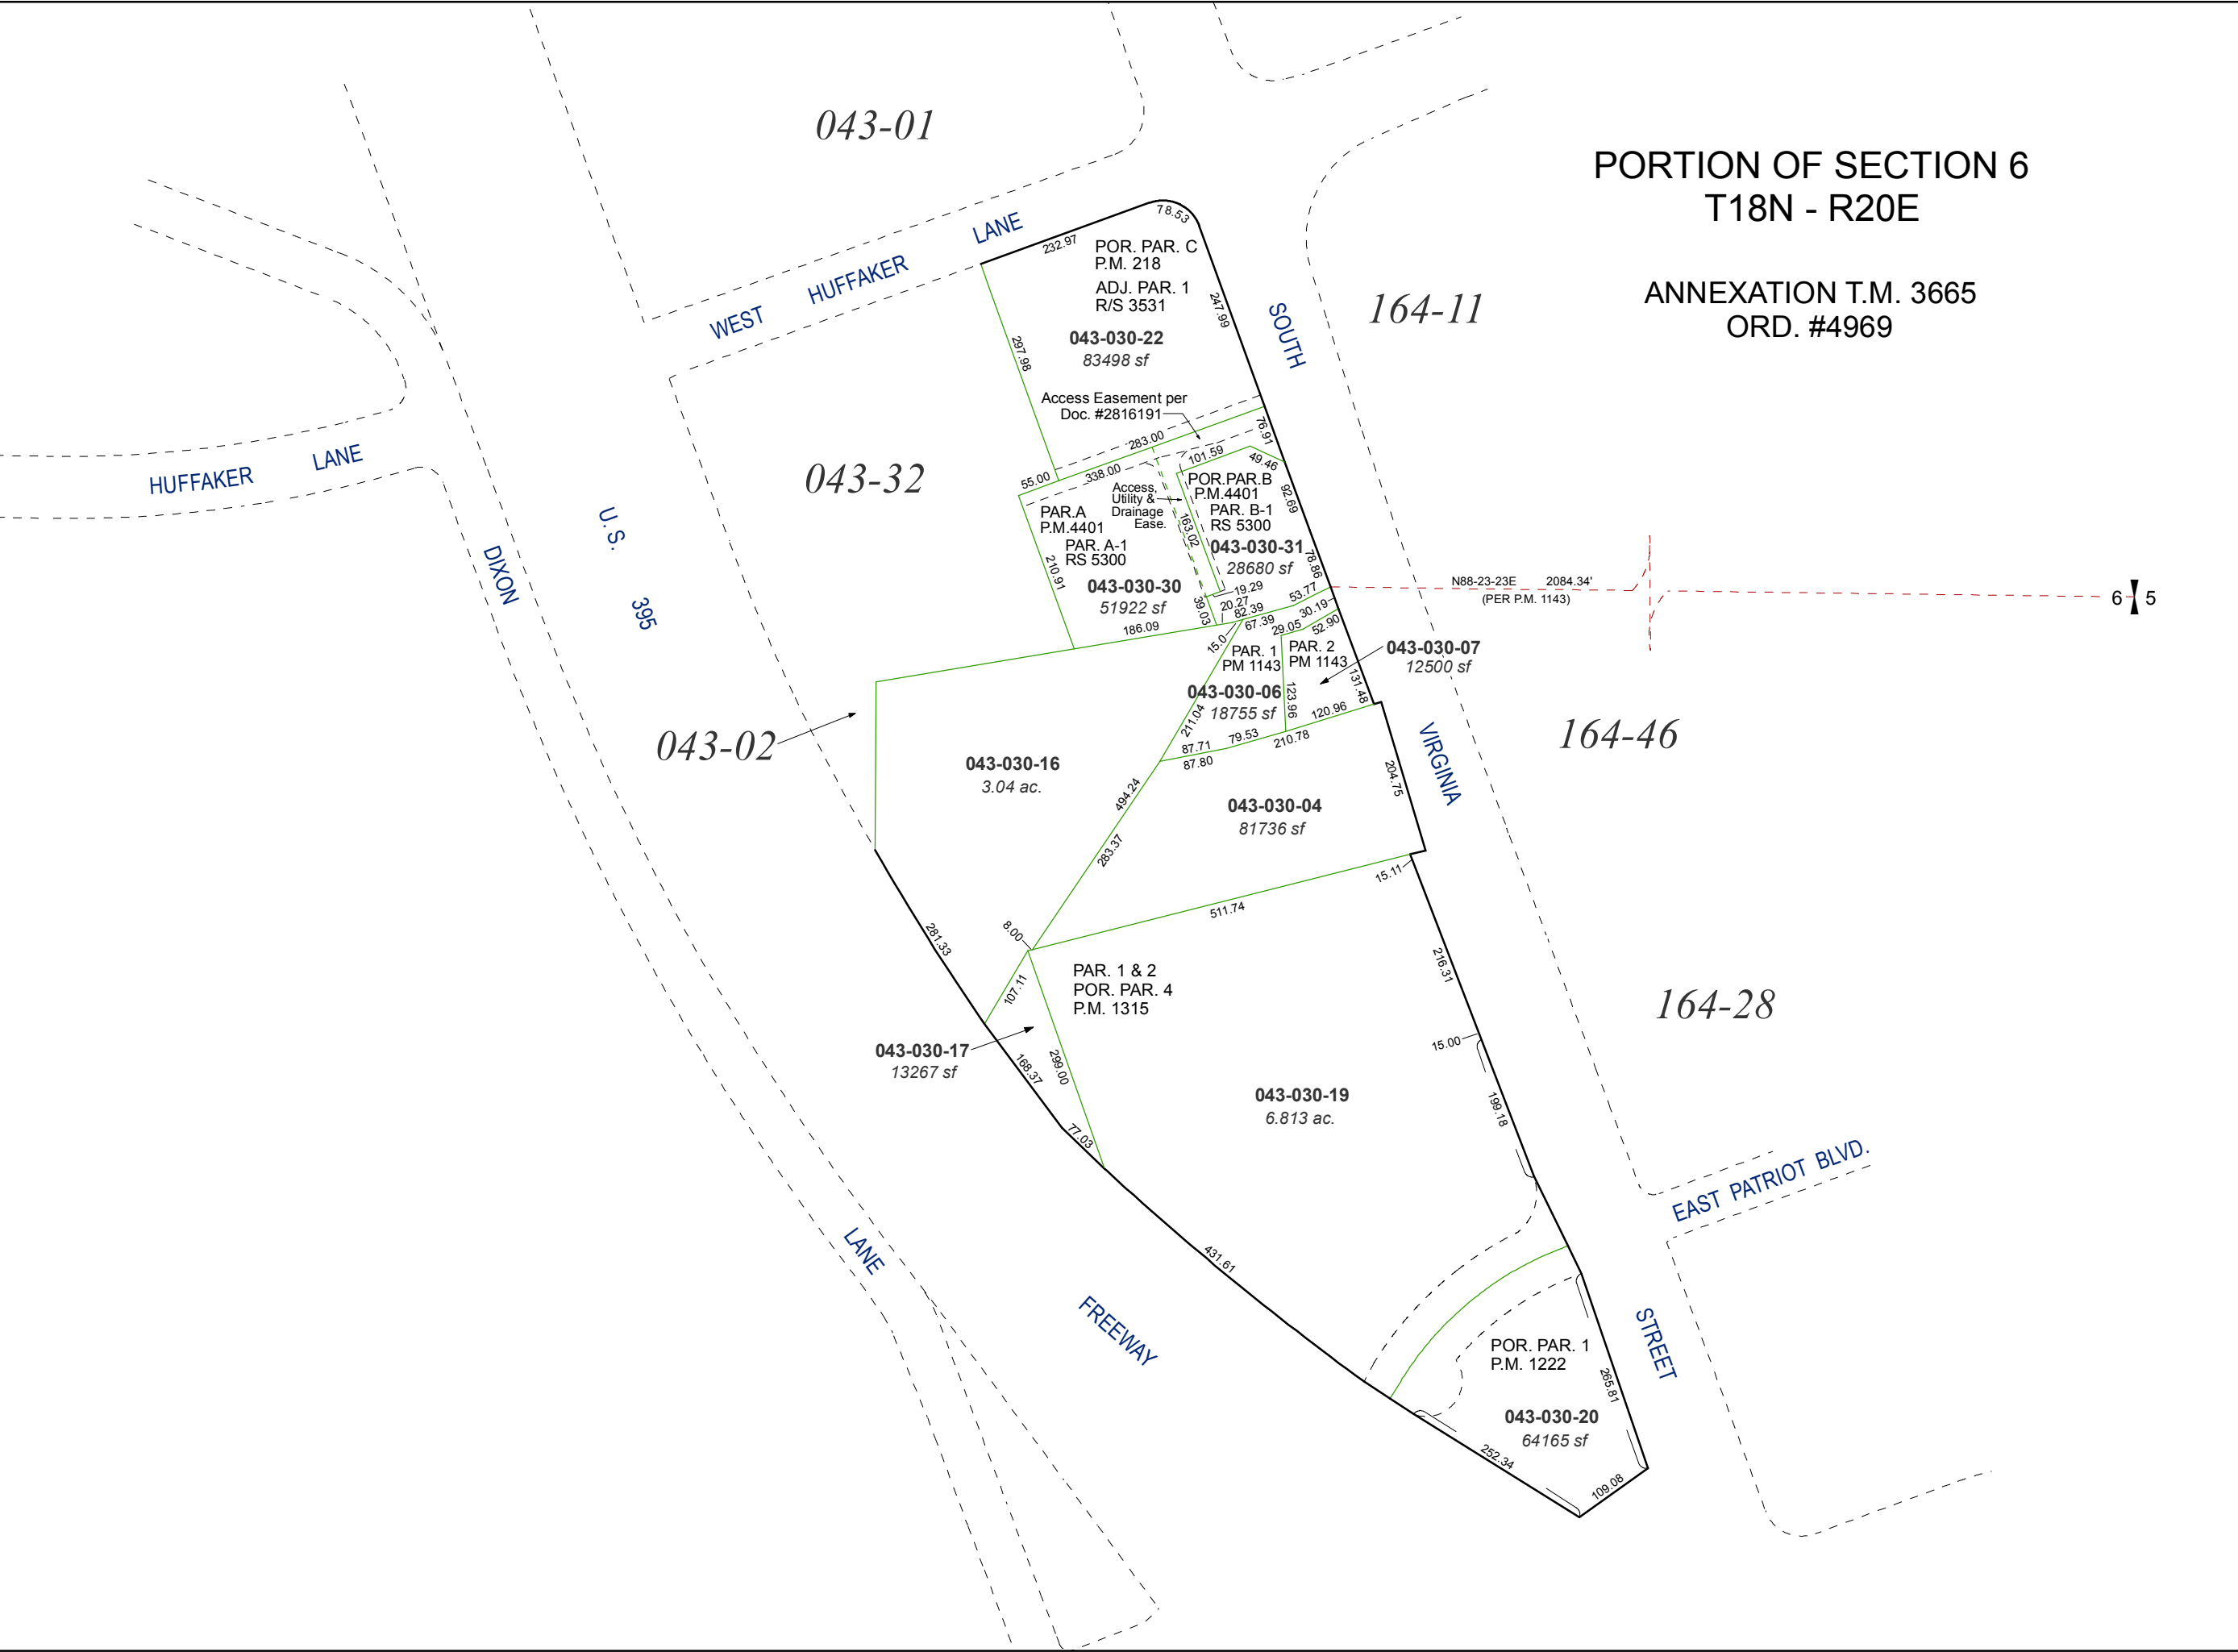 043-01
PORTION OF SECTION 6
T18N - R20E
ANNEXATION T.M. 3665
ORD. #4969
WEST HUFFAKER LANE
232.97
78.53
POR. PAR. C
P.M. 218
ADJ. PAR. 1
R/S 3531
043-030-22
83498 sf
297.98
247.99
SOUTH
164-11
Access Easement per
Doc. #2816191
283.00
76.91
HUFFAKER LANE
043-32
55.00
338.00
101.59
49.46
Access,
Utility &
Drainage
Ease.
POR.PAR.B
P.M.4401
PAR. B-1
RS 5300
043-030-31
28680 sf
92.69
78.86
163.02
PAR.A
P.M.4401
PAR. A-1
RS 5300
043-030-30
51922 sf
210.91
39.03
186.09
19.29
20.27
82.39
53.77
67.39
30.19
29.05
52.90
15.0
U.S. 395
DIXON
N88-23-23E 2084.34'
(PER P.M. 1143)
6 5
PAR. 1
PM 1143
PAR. 2
PM 1143
043-030-07
12500 sf
043-030-06
18755 sf
123.96
131.48
211.04
120.96
79.53
87.71
210.78
87.80
043-02
043-030-16
3.04 ac.
494.24
283.37
043-030-04
81736 sf
204.75
VIRGINIA
164-46
15.11
511.74
8.00
281.33
107.11
PAR. 1 & 2
POR. PAR. 4
P.M. 1315
216.31
164-28
15.00
043-030-17
13267 sf
168.37
299.00
77.03
043-030-19
6.813 ac.
199.18
EAST PATRIOT BLVD.
LANE
FREEWAY
431.61
STREET
POR. PAR. 1
P.M. 1222
265.81
043-030-20
64165 sf
252.34
109.08